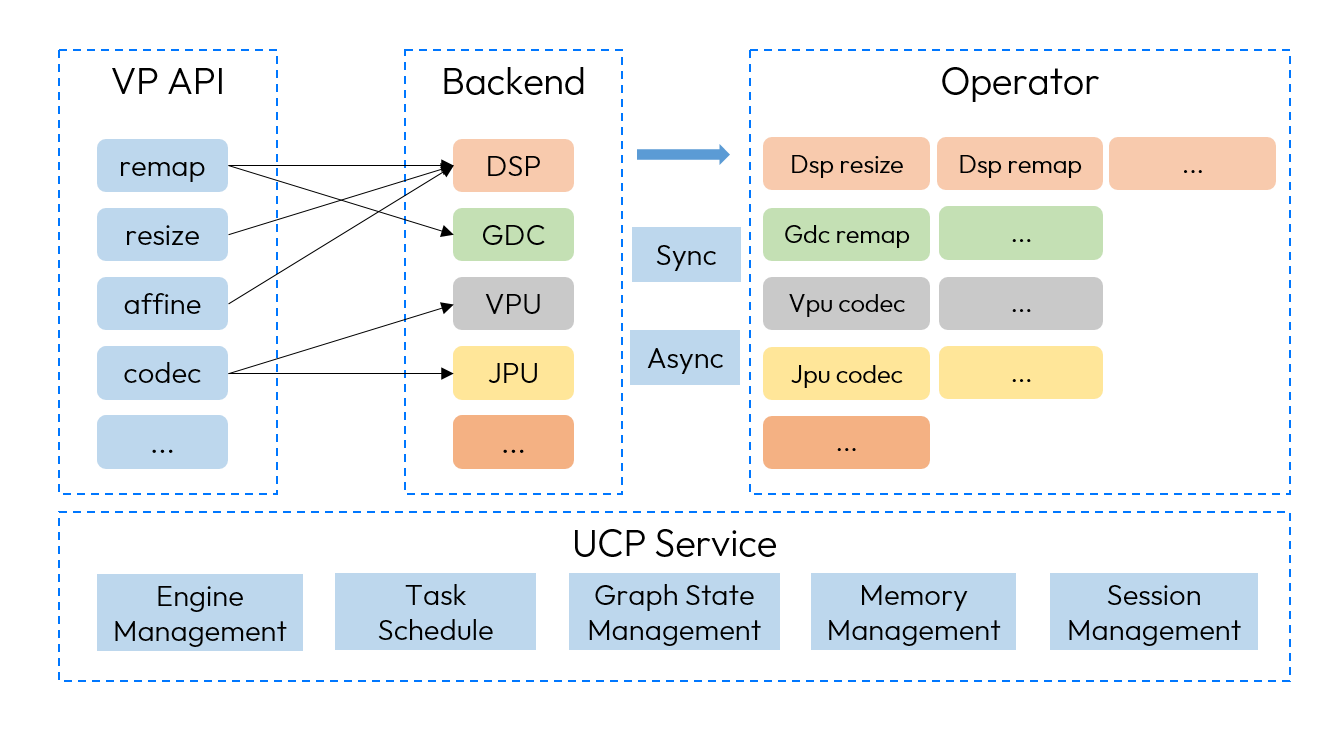 VP API
remap
resize
affine
codec
...
Backend
DSP
GDC
VPU
JPU
...
Sync
Async
Operator
Dsp resize
Dsp remap
...
Gdc remap
...
Vpu codec
...
Jpu codec
...
...
UCP Service
Engine
Management
Task
Schedule
Graph State
Management
Memory
Management
Session
Management